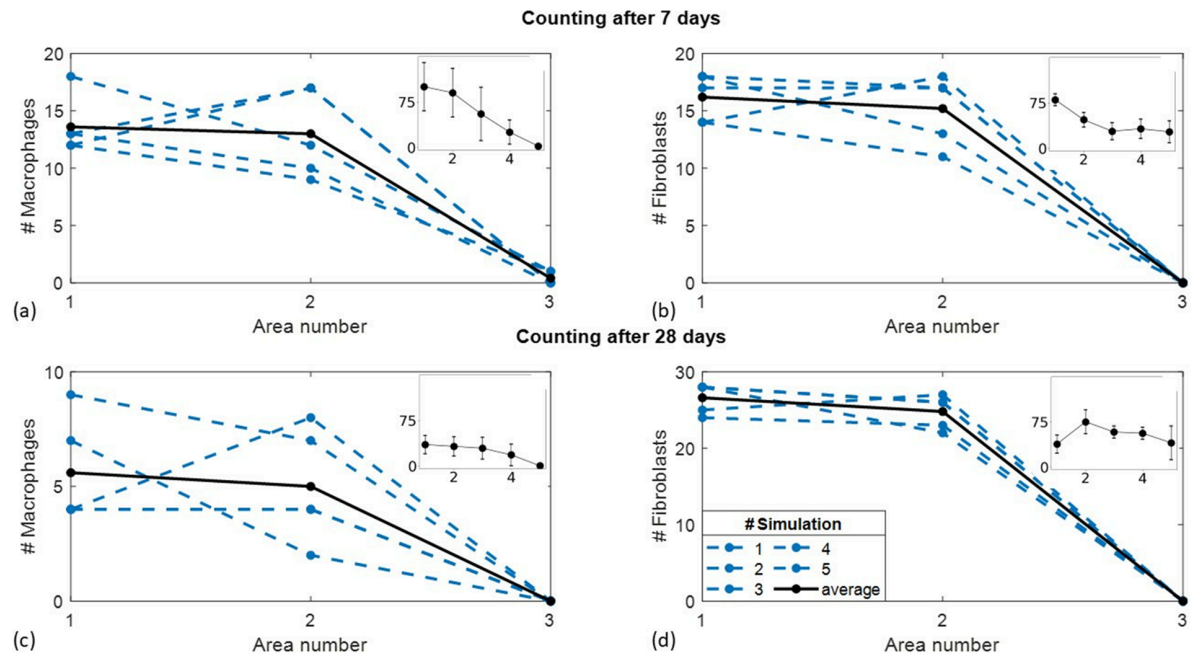 Counting after 7 days
20
15
10
5
0
# Macrophages
1
2
3
Area number
(a)
75
0
2
4
20
15
10
5
0
# Fibroblasts
1
2
3
Area number
(b)
75
0
2
4
Counting after 28 days
10
5
0
# Macrophages
1
2
3
Area number
(c)
75
0
2
4
30
20
10
0
# Fibroblasts
1
2
3
Area number
(d)
75
0
2
4
# Simulation
1 4
2 5
3 average